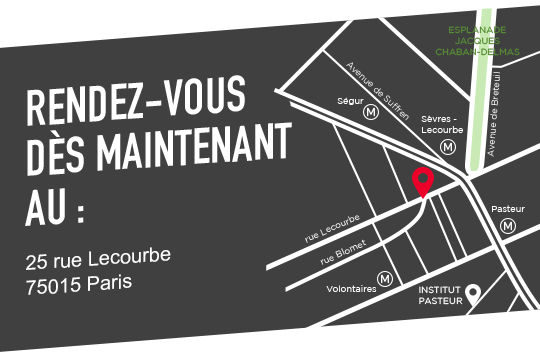 RENDEZ-VOUS
DÈS MAINTENANT
AU :
25 rue Lecourbe
75015 Paris
ESPLANADE
JACQUES
CHABAN-DELMAS
Avenue de Suffren
Ségur M
Sèvres -
Lecourbe
M
Avenue de Breteuil
rue Lecourbe
rue Blomet
Pasteur
M
Volontaires M
INSTITUT
PASTEUR